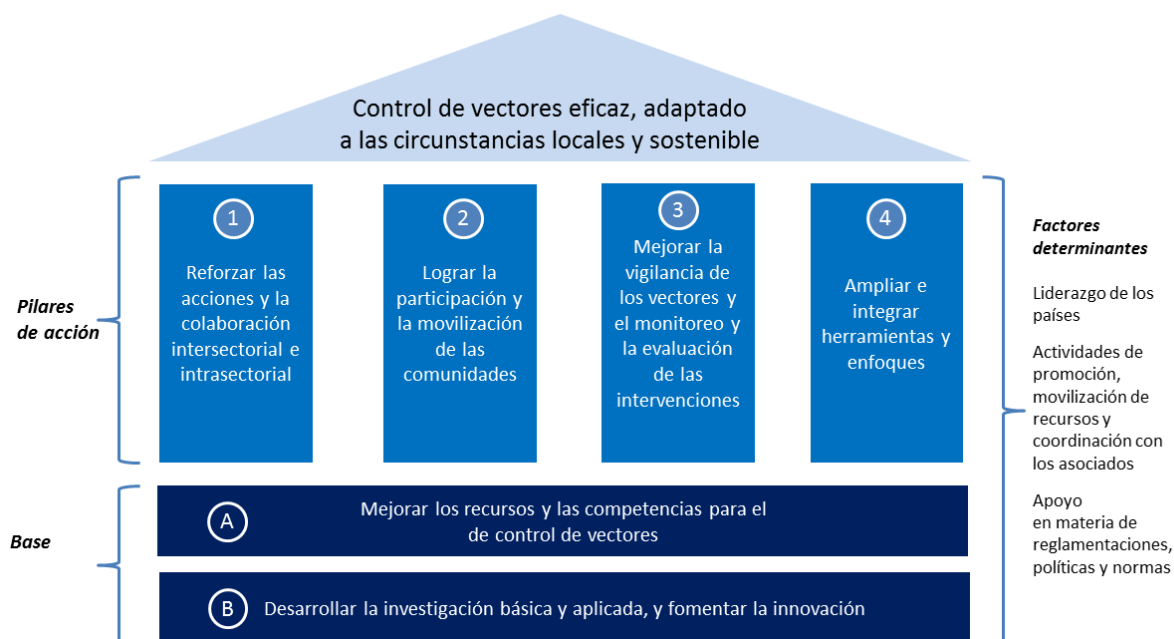 Control de vectores eficaz, adaptado
a las circunstancias locales y sostenible
Pilares
de acción
1
Reforzar las
acciones y la
colaboración
intersectorial e
intrasectorial
2
Lograr la
participación y
la movilización
de las
comunidades
3
Mejorar la
vigilancia de
los vectores y
el monitoreo y
la evaluación
de las
intervenciones
4
Ampliar e
integrar
herramientas y
enfoques
Base
A
Mejorar los recursos y las competencias para el
de control de vectores
B
Desarrollar la investigación básica y aplicada, y fomentar la innovación
Factores
determinantes
Liderazgo de los
países
Actividades de
promoción,
movilización de
recursos y
coordinación con
los asociados
Apoyo
en materia de
reglamentaciones,
políticas y normas